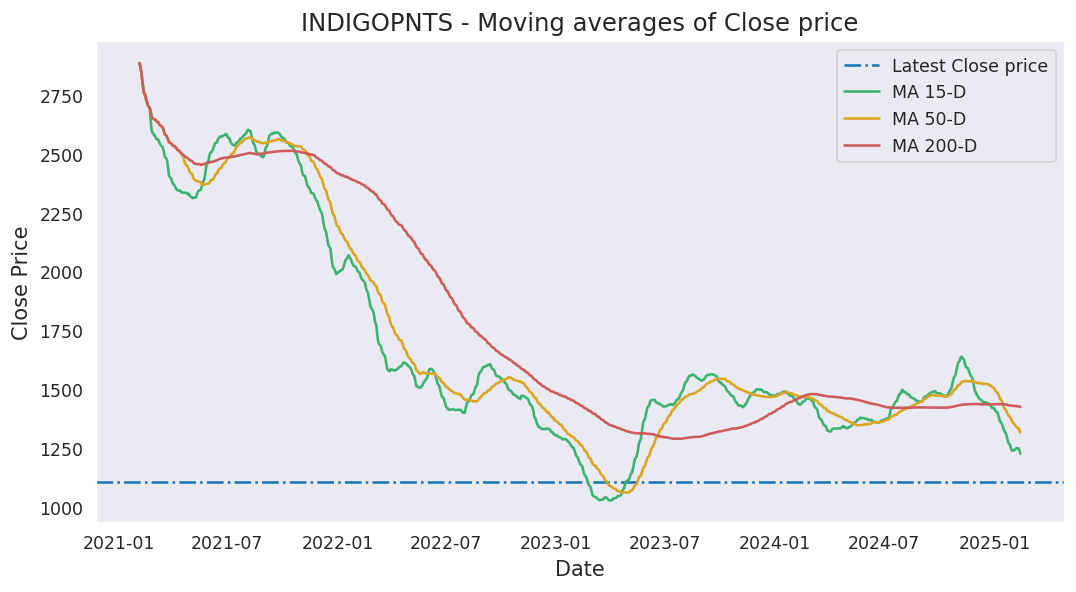 INDIGOPNTS - Moving averages of Close price
Latest Close price
MA 15-D
MA 50-D
MA 200-D
Close Price
2750
2500
2250
2000
1750
1500
1250
1000
2021-01 2021-07 2022-01 2022-07 2023-01 2023-07 2024-01 2024-07 2025-01
Date